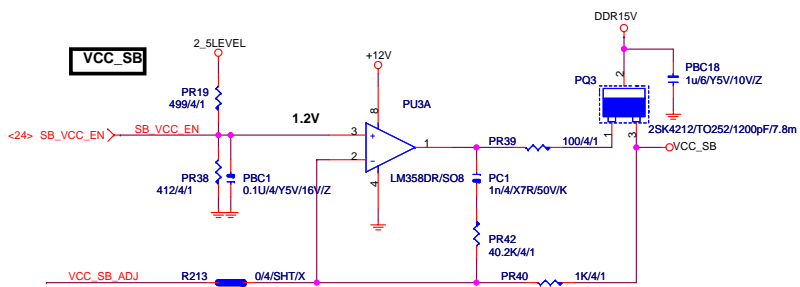 DDR15V
2_5LEVEL
VCC_SB
+12V
PBC18
1u/6/Y5V/10V/Z
PR19
499/4/1
PQ3
2
8
PU3A
<24> SB_VCC_EN
SB_VCC_EN
1.2V
3
+
1
PR39
100/4/1
1
3
2SK4212/TO252/1200pF/7.8m
VCC_SB
2
-
PR38
412/4/1
PBC1
0.1U/4/Y5V/16V/Z
4
LM358DR/SO8
PC1
1n/4/X7R/50V/K
PR42
40.2K/4/1
VCC_SB_ADJ
R213
0/4/SHT/X
PR40
1K/4/1